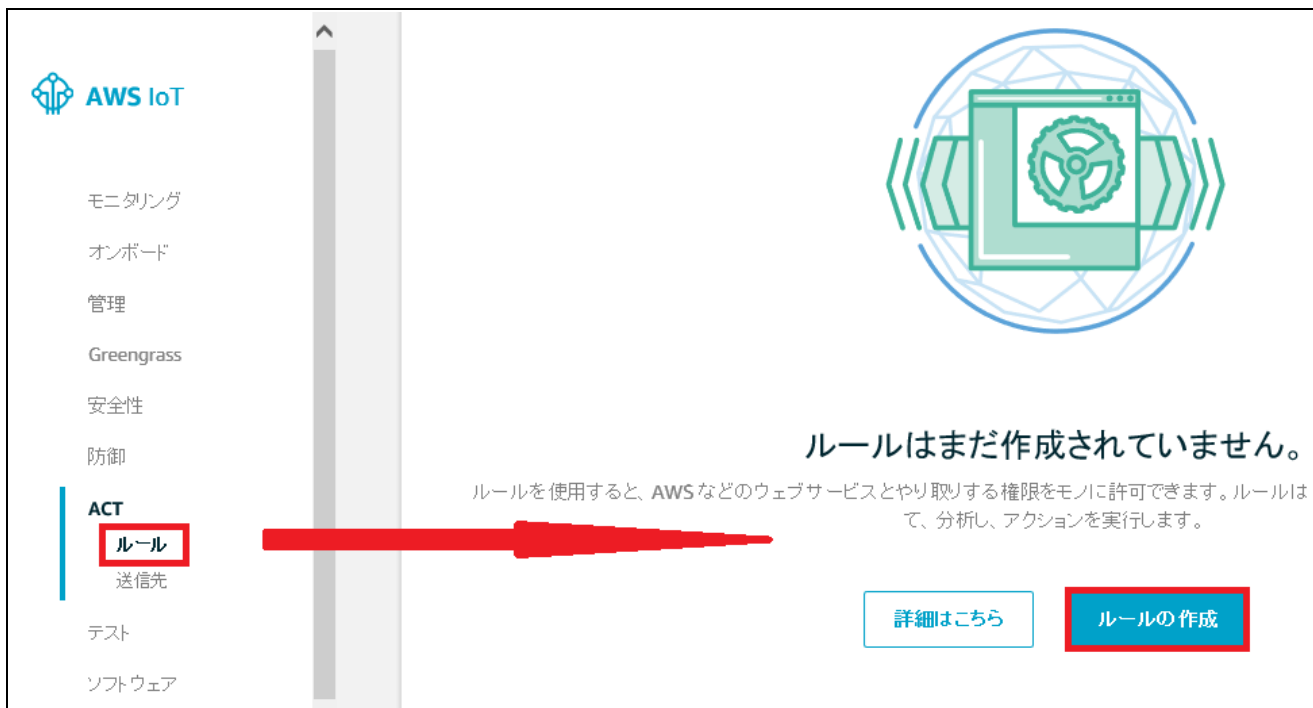 AWS IoT
モニタリング
オンボード
管理
Greengrass
安全性
防御
ACT
ルール
送信先
テスト
ソフトウェア
ルールはまだ作成されていません。
ルールを使用すると、AWSなどのウェブサービスとやり取りする権限をモノに許可できます。ルールは
て、分析し、アクションを実行します。
詳細はこちら
ルールの作成